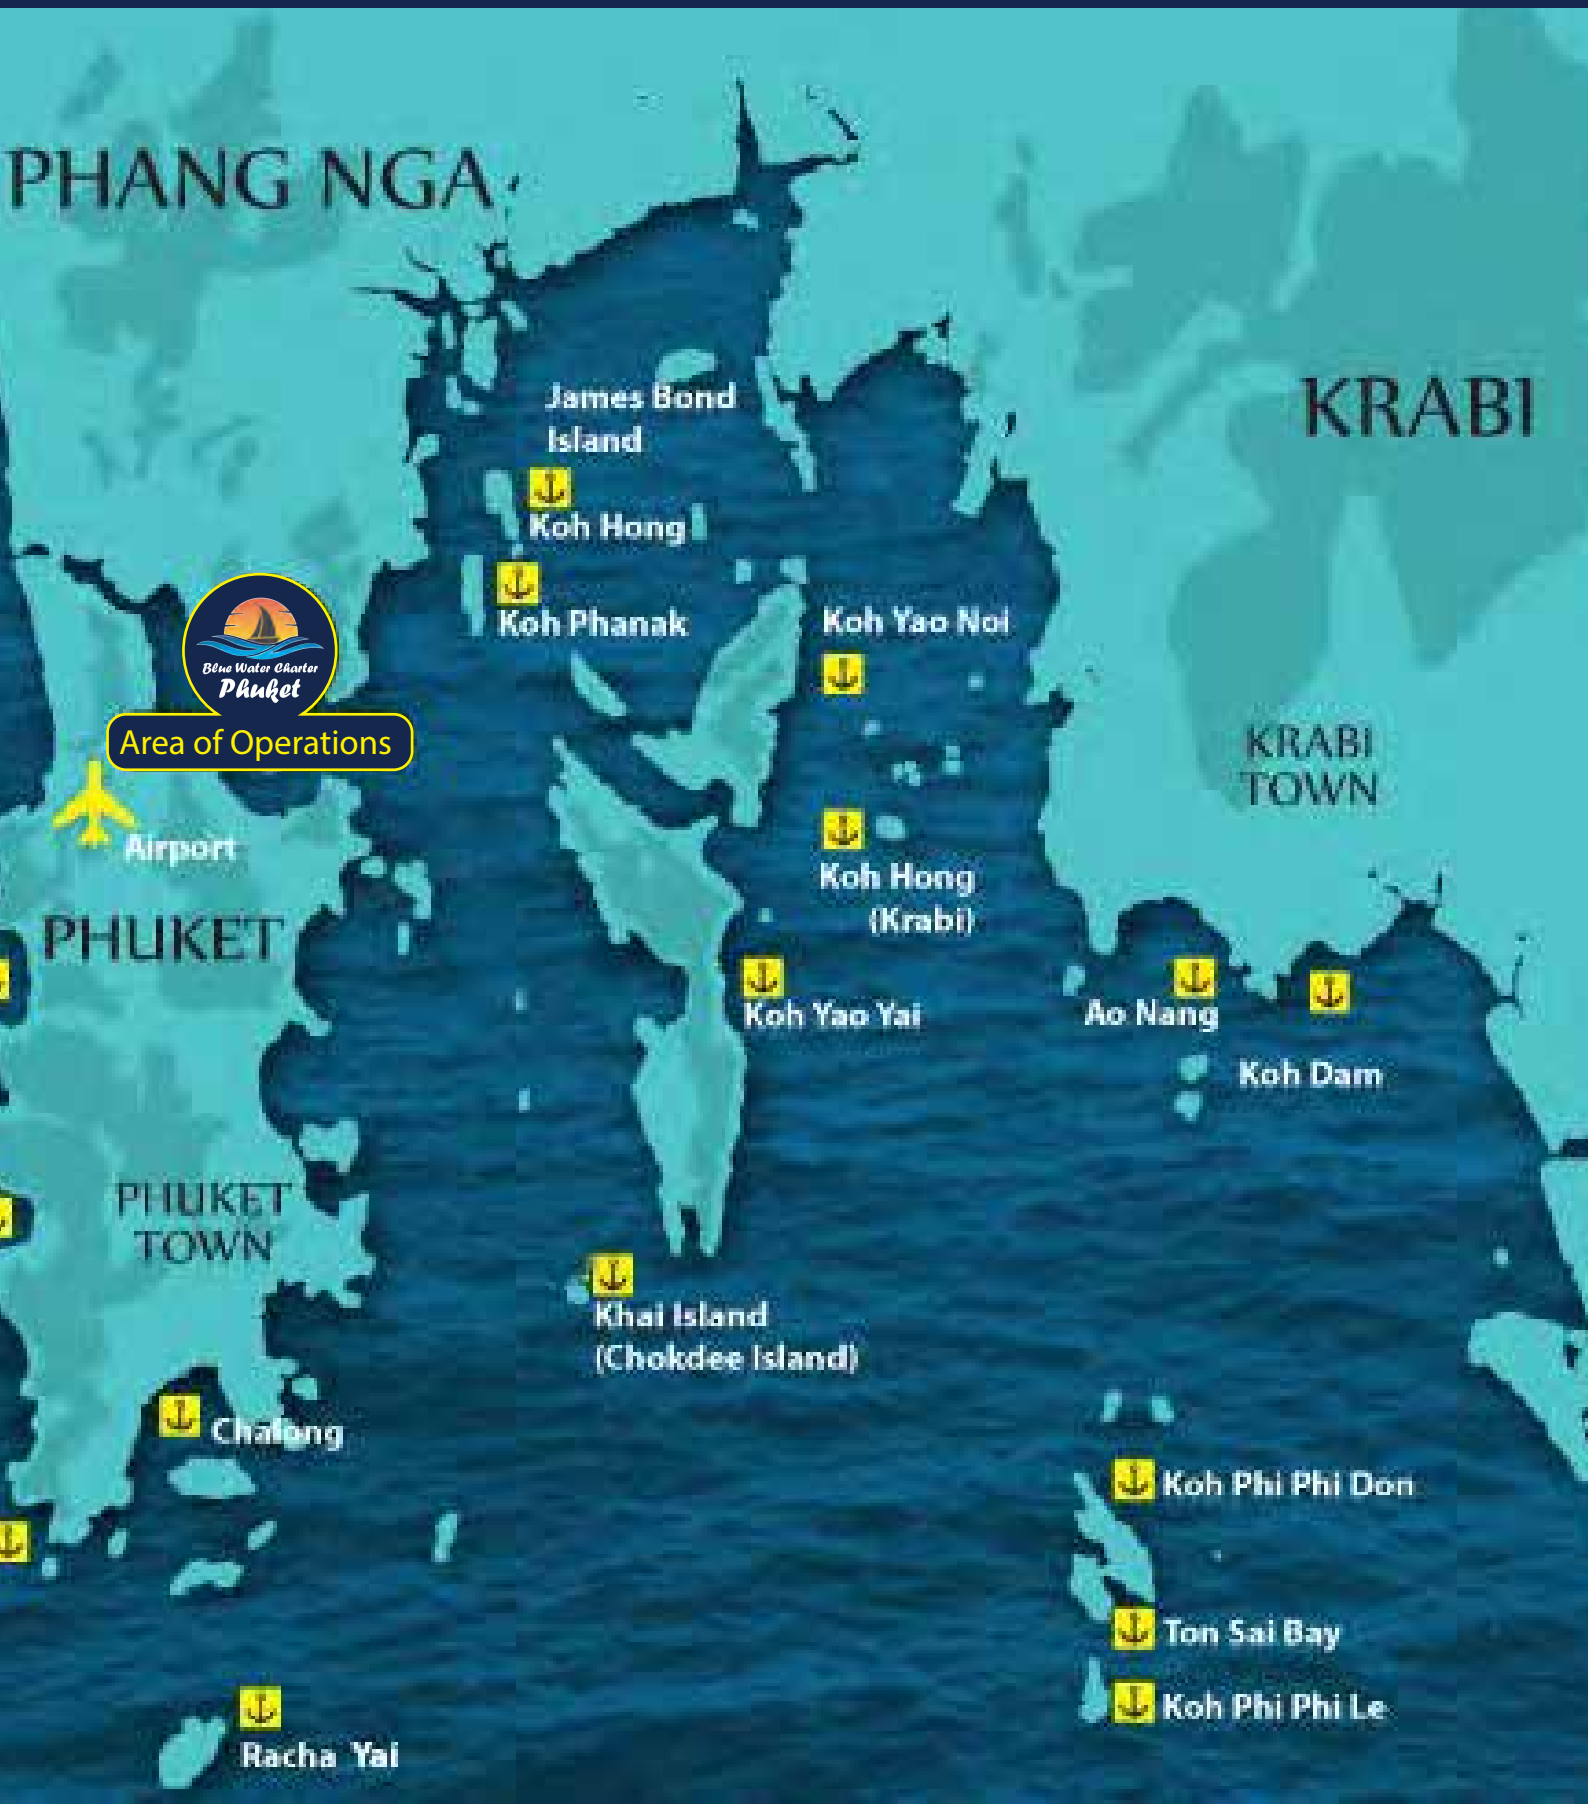 PHANG NGA
James Bond
Island
KRABI
Koh Hong
Koh Phanak
Koh Yao Noi
Blue Water Charter
Phuket
Area of Operations
KRABI
TOWN
Airport
Koh Hong
(Krabi)
PHUKET
Koh Yao Yai
Ao Nang
Koh Dam
PHUKET
TOWN
Khai Island
(Chokdee Island)
Chalong
Koh Phi Phi Don
Ton Sai Bay
Koh Phi Phi Le
Racha Yai